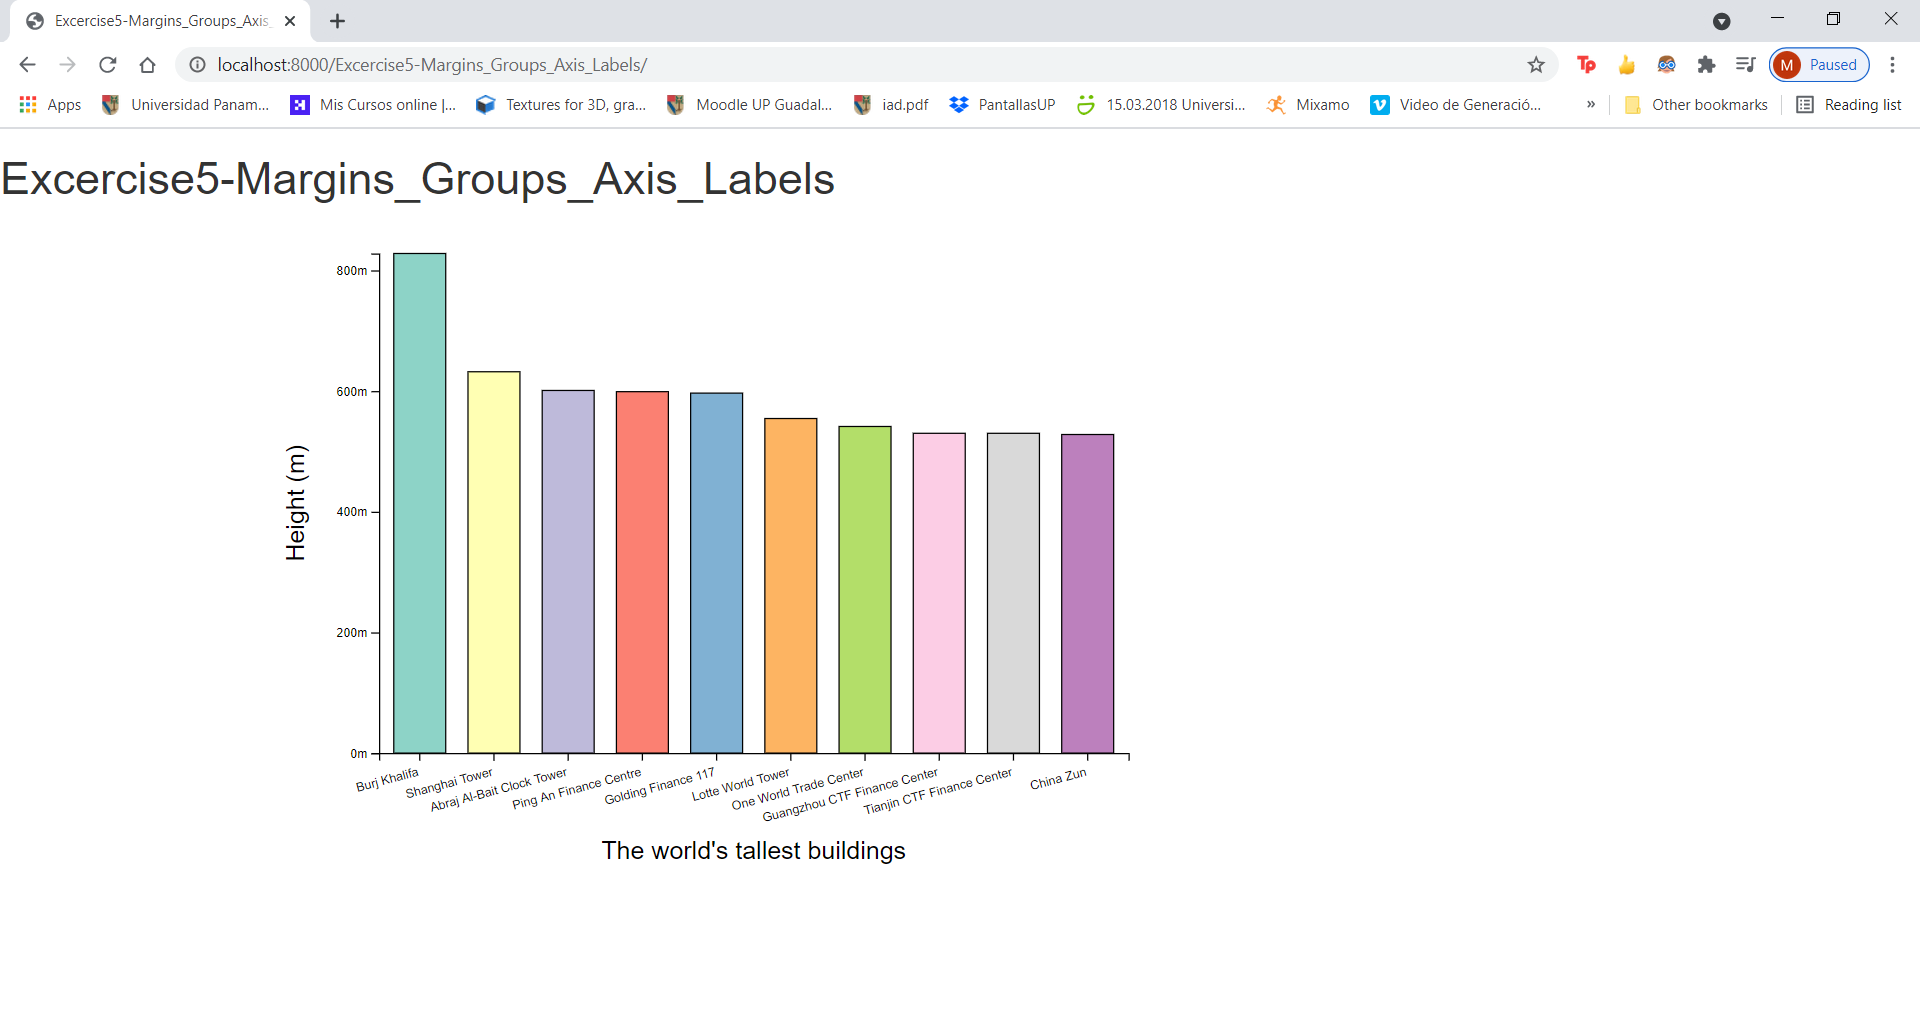 Excercise5-Margins_Groups_Axis_
localhost:8000/Excercise5-Margins_Groups_Axis_Labels/
Tp
M Paused
Apps Universidad Panam... Mis Cursos online |... Textures for 3D, gra... Moodle UP Guadal... iad.pdf PantallasUP 15.03.2018 Universi... Mixamo Video de Generació... » Other bookmarks Reading list
Excercise5-Margins_Groups_Axis_Labels
800m
600m
400m
200m
0m
Height (m)
Burj Khalifa
Shanghai Tower
Abraj Al-Bait Clock Tower
Ping An Finance Centre
Golding Finance 117
Lotte World Tower
One World Trade Center
Guangzhou CTF Finance Center
Tianjin CTF Finance Center
China Zun
The world's tallest buildings